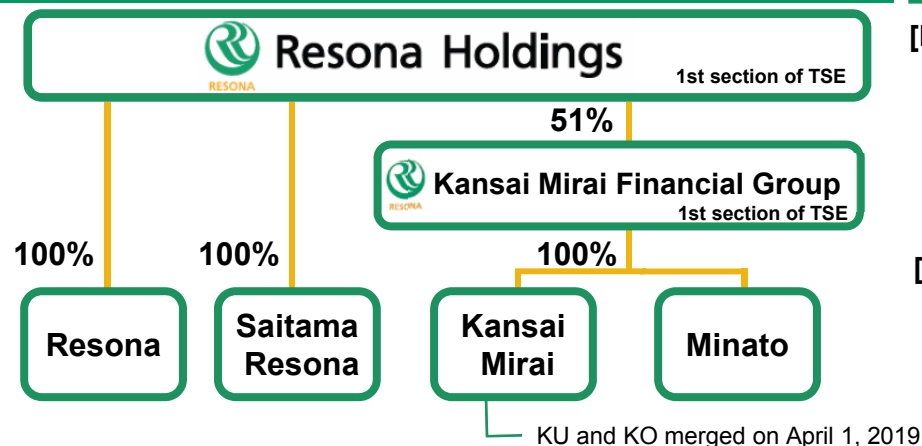 RESONA
Resona Holdings
1st section of TSE
[
51%
RESONA
Kansai Mirai Financial Group
1st section of TSE
100%
100%
100%
[
Resona
Saitama
Resona
Kansai
Mirai
Minato
KU and KO merged on April 1, 2019